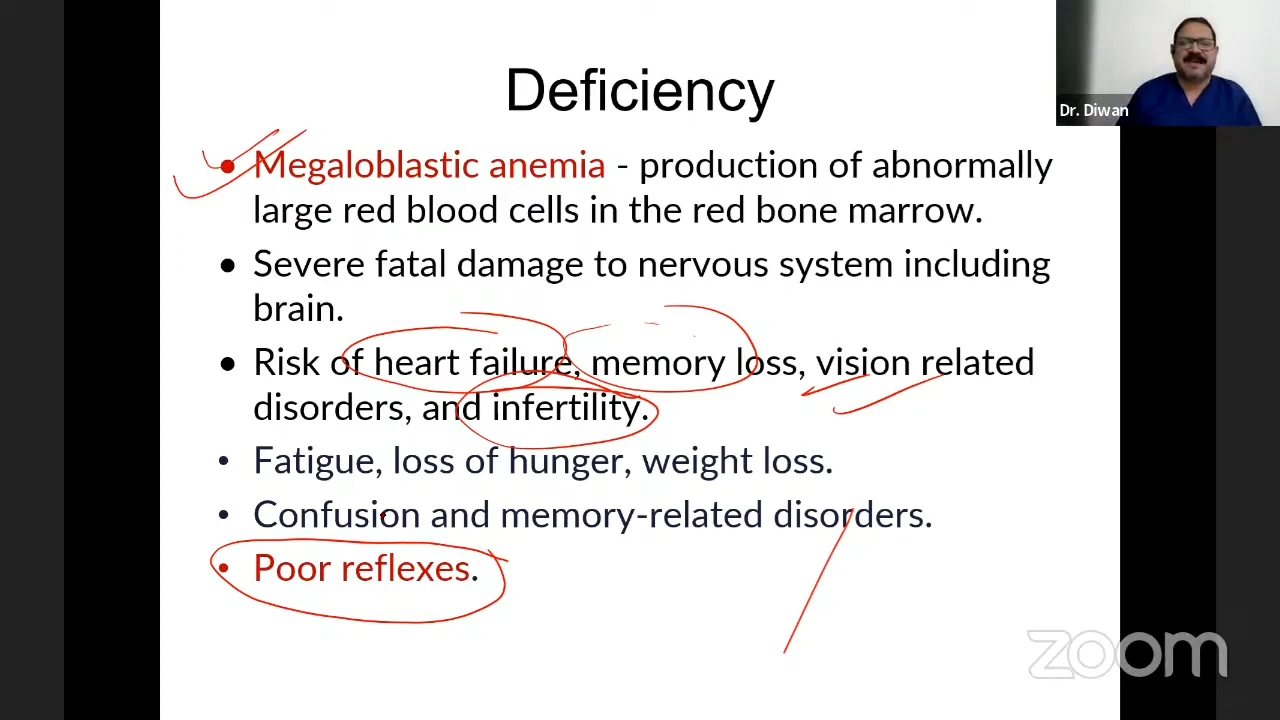 Deficiency
Dr. Diwan
• Megaloblastic anemia - production of abnormally
large red blood cells in the red bone marrow.
• Severe fatal damage to nervous system including
brain.
• Risk of heart failure, memory loss, vision related
disorders, and infertility.
• Fatigue, loss of hunger, weight loss.
• Confusion and memory-related disorders.
• Poor reflexes.
zoom